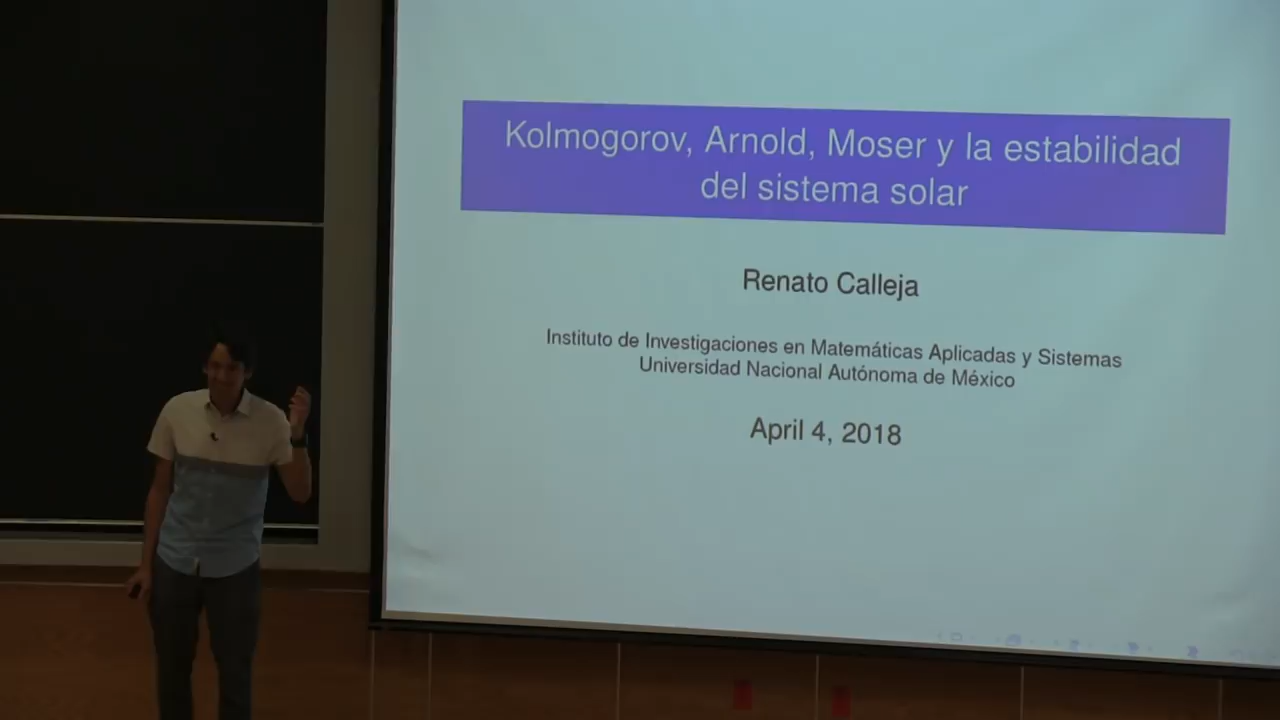 Kolmogorov, Arnold, Moser y la estabilidad
del sistema solar
Renato Calleja
Instituto de Investigaciones en Matemáticas Aplicadas y Sistemas
Universidad Nacional Autónoma de México
April 4, 2018